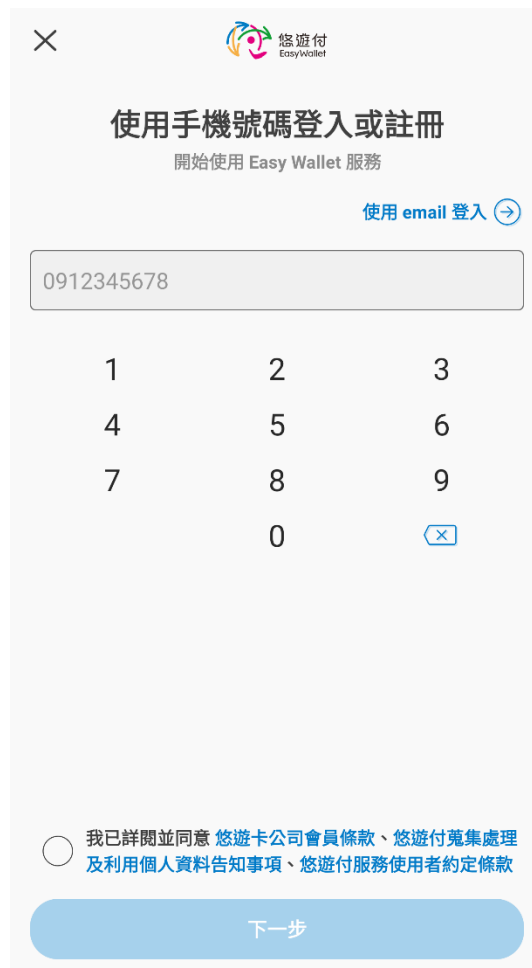 悠遊付
EasyWallet
使用手機號碼登入或註冊
開始使用 Easy Wallet 服務
使用 email 登入
0912345678
1 2 3
4 5 6
7 8 9
0
我已詳閱並同意 悠遊卡公司會員條款、悠遊付蒐集處理
及利用個人資料告知事項、悠遊付服務使用者約定條款
下一步